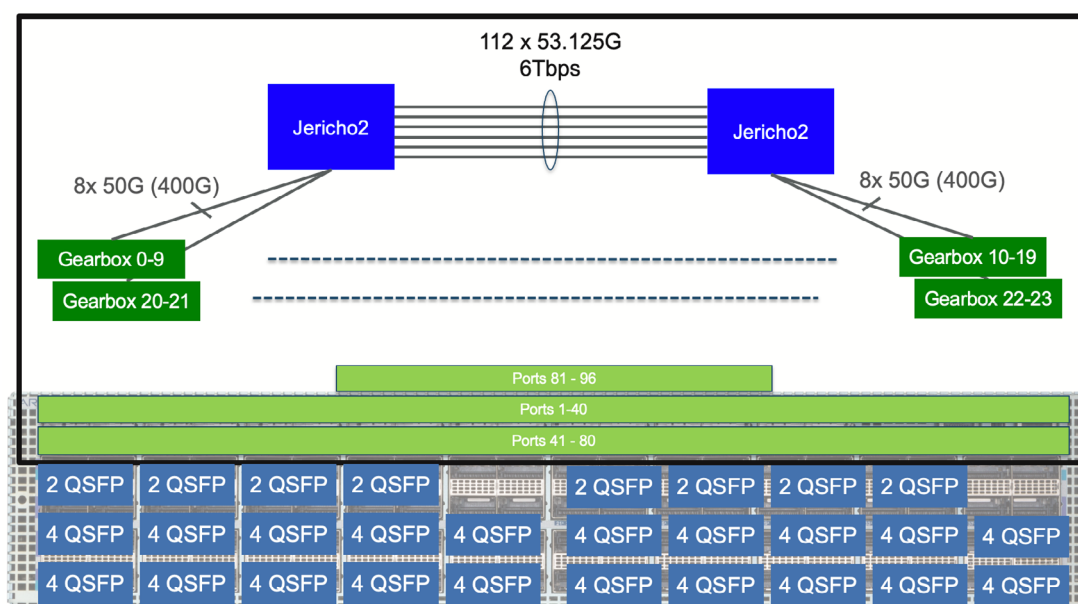 112 x 53.125G
6Tbps
Jericho2
Jericho2
8x 50G (400G)
8x 50G (400G)
Gearbox 0-9
Gearbox 10-19
Gearbox 20-21
Gearbox 22-23
Ports 81 - 96
Ports 1-40
Ports 41 - 80
2 QSFP 2 QSFP 2 QSFP 2 QSFP 2 QSFP 2 QSFP 2 QSFP 2 QSFP
4 QSFP 4 QSFP 4 QSFP 4 QSFP 4 QSFP 4 QSFP 4 QSFP 4 QSFP 4 QSFP 4 QSFP
4 QSFP 4 QSFP 4 QSFP 4 QSFP 4 QSFP 4 QSFP 4 QSFP 4 QSFP 4 QSFP 4 QSFP